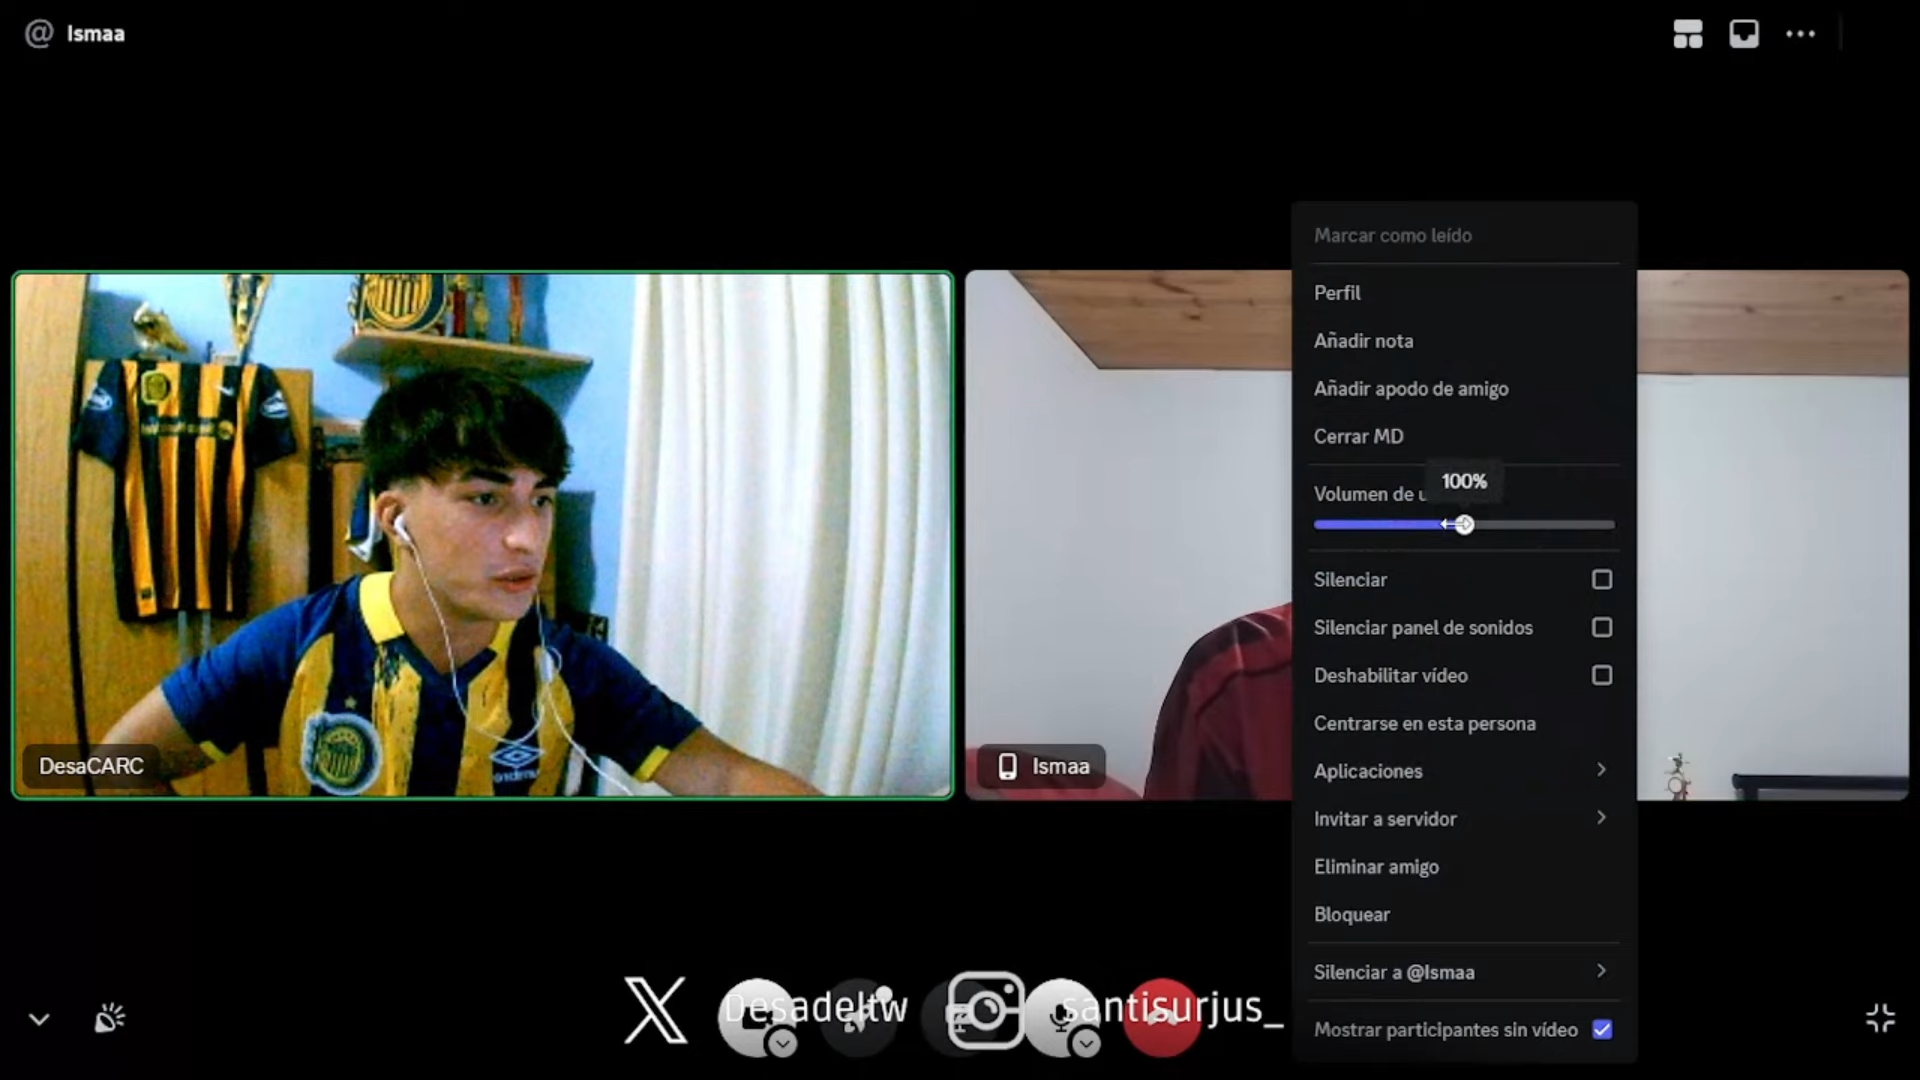 @ Ismaa
Marcar como leído
Perfil
Añadir nota
Añadir apodo de amigo
Cerrar MD
100%
Volumen de
Silenciar
Silenciar panel de sonidos
Deshabilitar vídeo
Centrarse en esta persona
Aplicaciones
Invitar a servidor
Eliminar amigo
Bloquear
Silenciar a @Ismaa
Mostrar participantes sin vídeo
DesaCARC
Ismaa
Desadeltw
santisurjus_